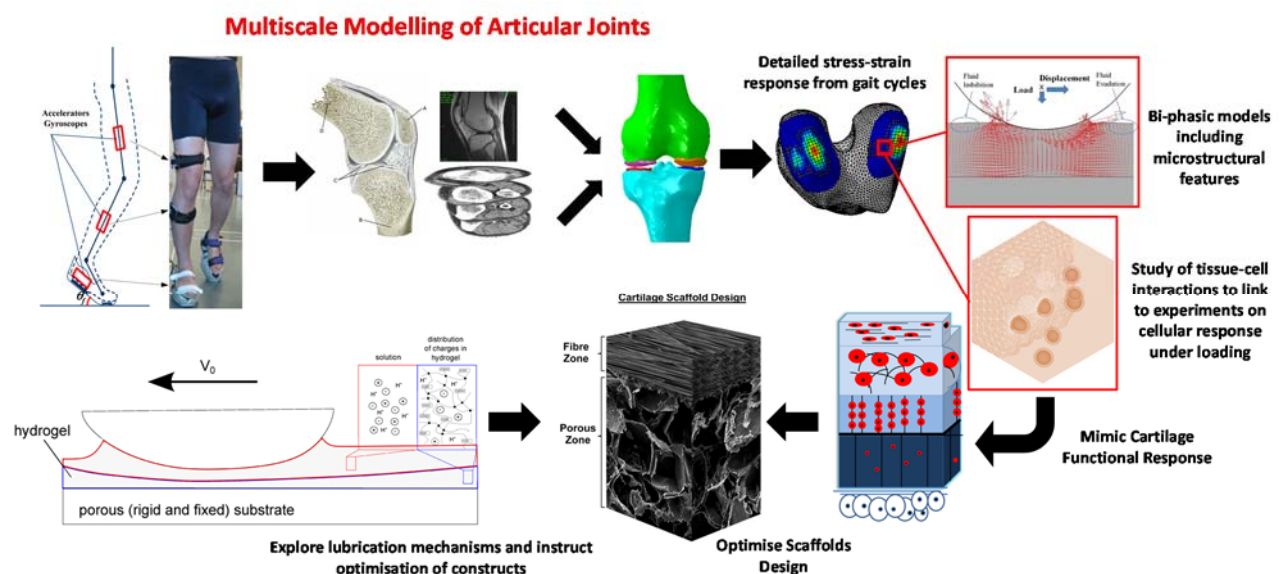 Multiscale Modelling of Articular Joints
Accelerators
Gyroscopes
θ
Detailed stress-strain
response from gait cycles
Fluid
Imbibition
Load
x
Displacement
Fluid
Exudation
Bi-phasic models
including
microstructural
features
Study of tissue-cell
interactions to link
to experiments on
cellular response
under loading
Mimic Cartilage
Functional Response
Cartilage Scaffold Design
Fibre
Zone
Porous
Zone
Optimise Scaffolds
Design
V₀
solution
distribution
of charges in
hydrogel
H⁺
H⁺
H⁺
H⁺
H⁺
H⁺
hydrogel
porous (rigid and fixed) substrate
Explore lubrication mechanisms and instruct
optimisation of constructs